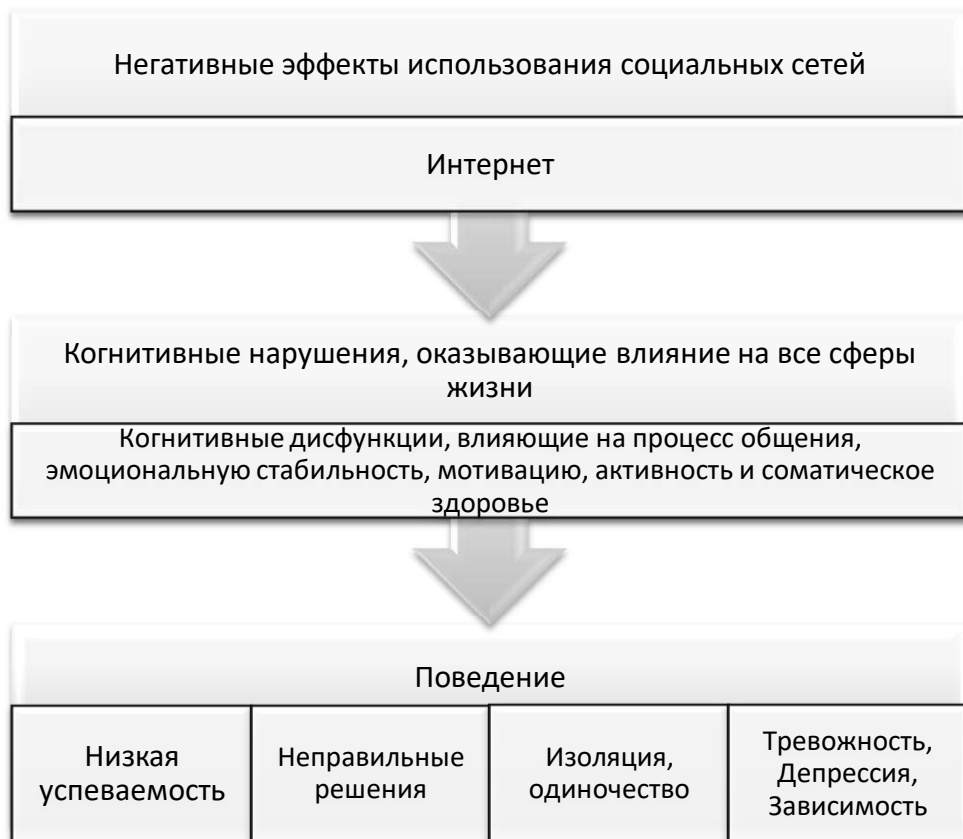 Негативные эффекты использования социальных сетей
Интернет
Когнитивные нарушения, оказывающие влияние на все сферы
жизни
Когнитивные дисфункции, влияющие на процесс общения,
эмоциональную стабильность, мотивацию, активность и соматическое
здоровье
Поведение
Низкая
успеваемость
Неправильные
решения
Изоляция,
одиночество
Тревожность,
Депрессия,
Зависимость